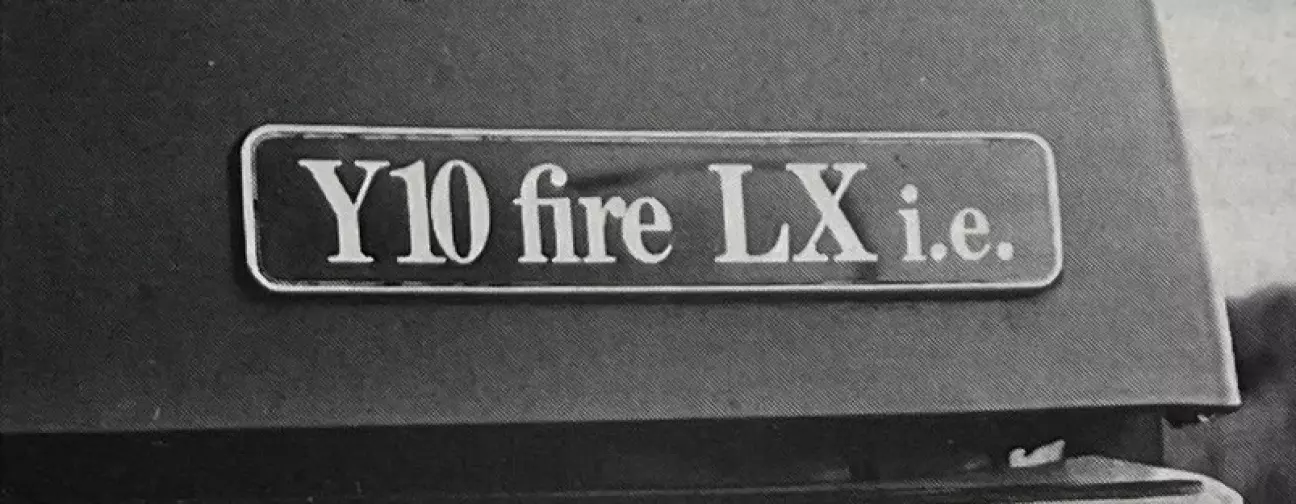 Y10 fire LX i.e.